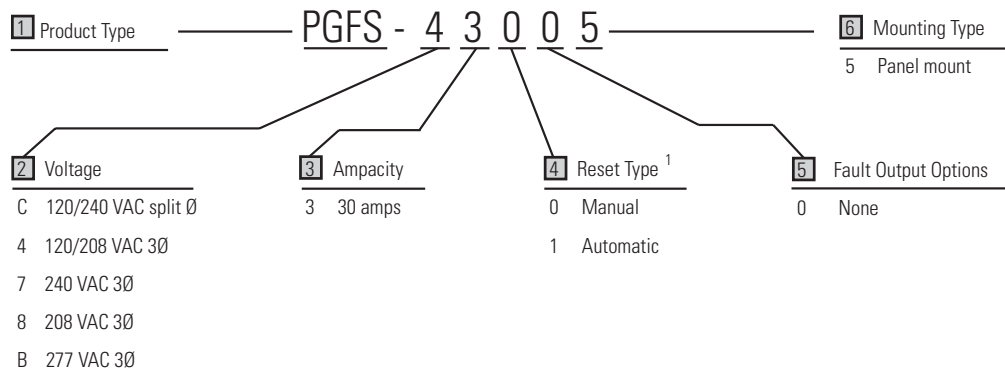 1 Product Type
PGFS - 4 3 0 0 5
6 Mounting Type
5 Panel mount
2 Voltage
C 120/240 VAC split Ø
4 120/208 VAC 3Ø
7 240 VAC 3Ø
8 208 VAC 3Ø
B 277 VAC 3Ø
3 Ampacity
3 30 amps
4 Reset Type 1
0 Manual
1 Automatic
5 Fault Output Options
0 None